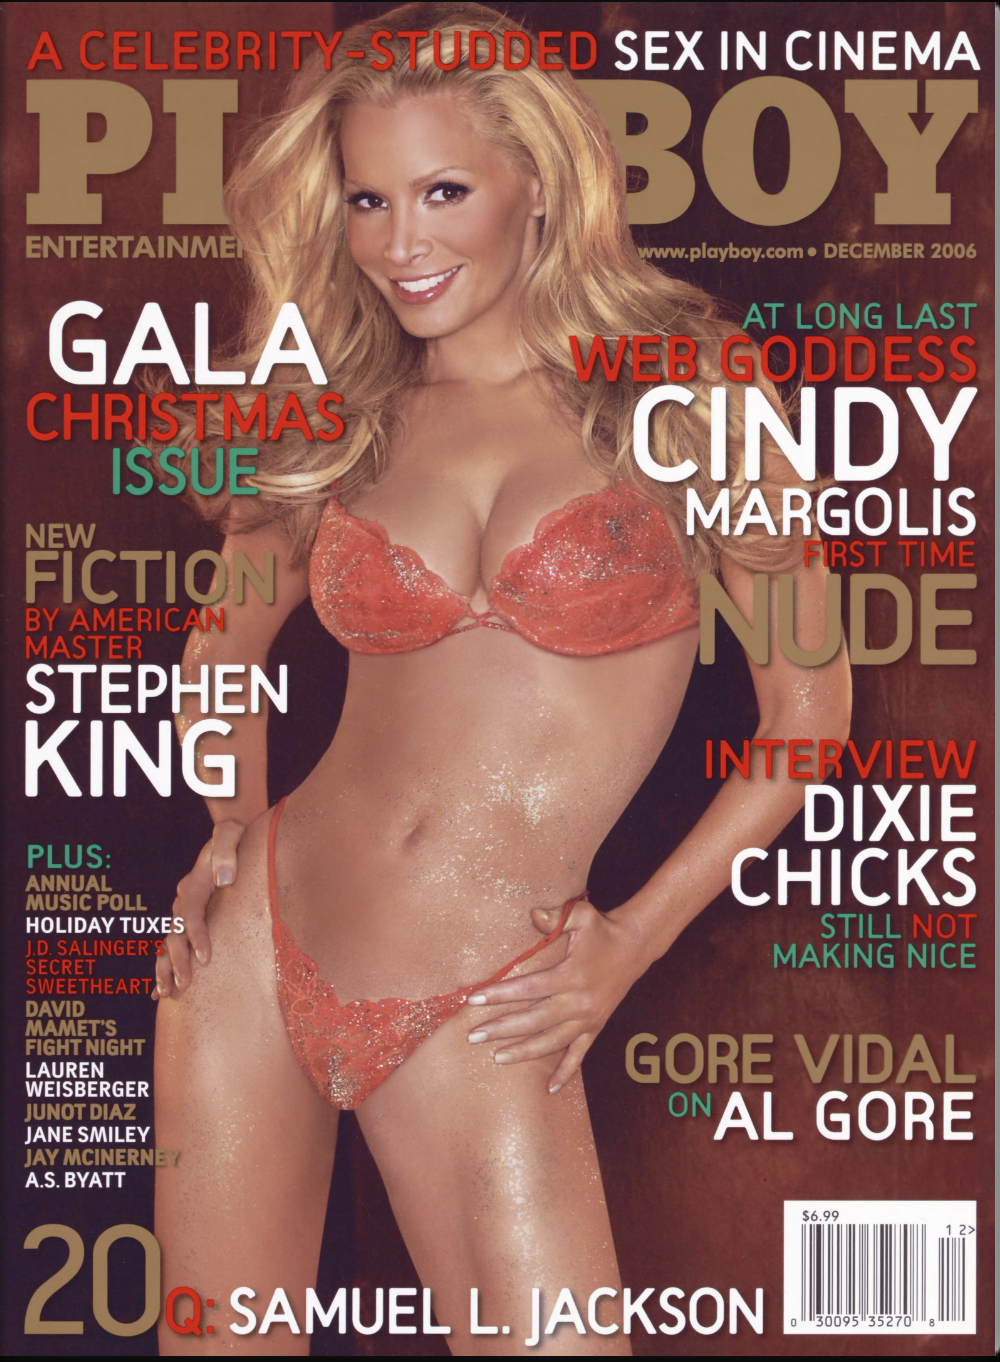 A CELEBRITY-STUDDED SEX IN CINEMA
PL BOY
ENTERTAINME
www.playboy.com • DECEMBER 2006
GALA
CHRISTMAS
ISSUE
NEW
FICTION
BY AMERICAN
MASTER
STEPHEN
KING
PLUS:
ANNUAL
MUSIC POLL
HOLIDAY TUXES
J.D. SALINGER'S
SECRET
SWEETHEART
DAVID
MAMET'S
FIGHT NIGHT
LAUREN
WEISBERGER
JUNOT DIAZ
JANE SMILEY
JAY MCINERNEY
A.S. BYATT
AT LONG LAST
WEB GODDESS
CINDY
MARGOLIS
FIRST TIME
NUDE
INTERVIEW
DIXIE
CHICKS
STILL NOT
MAKING NICE
GORE VIDAL
ON AL GORE
20Q: SAMUEL L. JACKSON
$6.99
12>
0 30095 35270 8